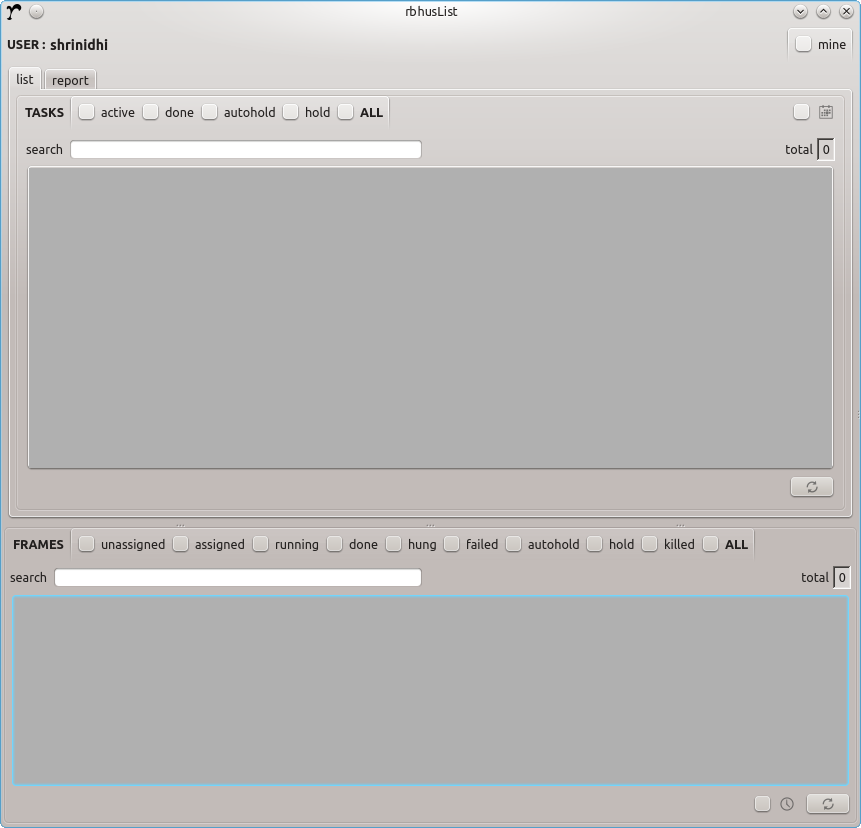 rbhusList
USER : shrinidhi
mine
list report
TASKS active done autohold hold ALL
search total 0
FRAMES unassigned assigned running done hung failed autohold hold killed ALL
search total 0